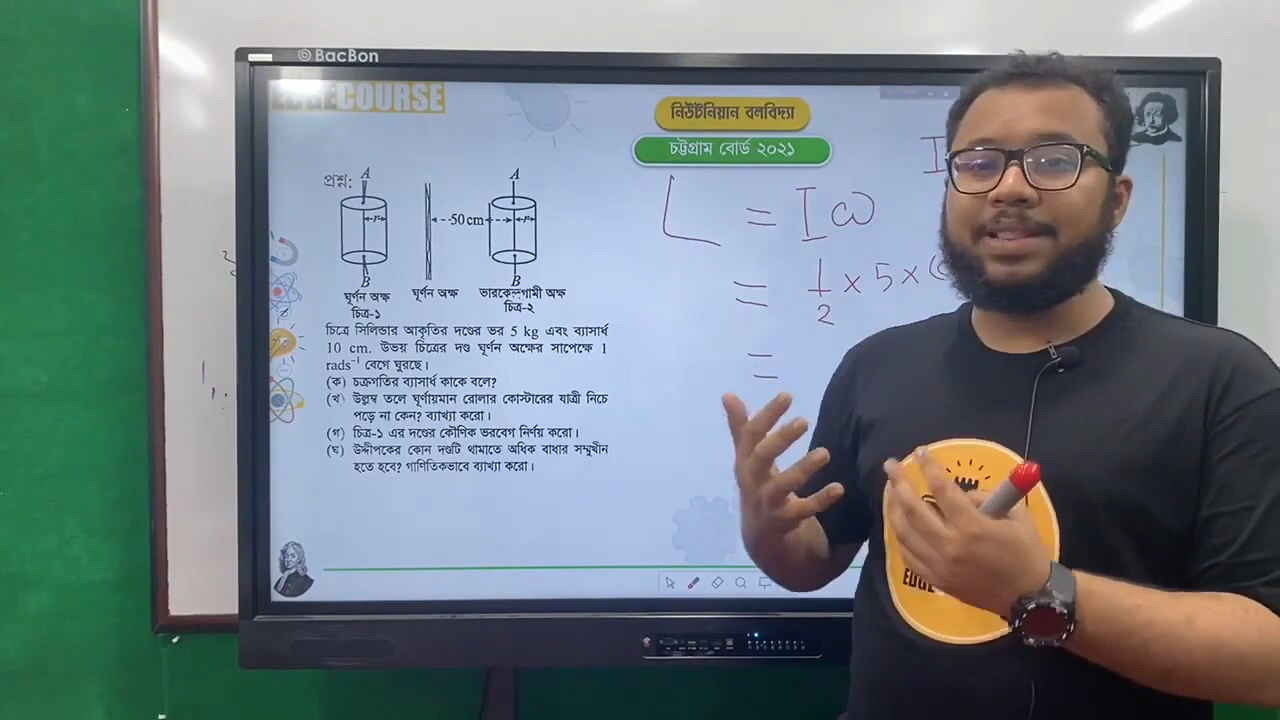 BacBon
EDGECOURSE
নিউটনিয়ান বলবিদ্যা
চট্টগ্রাম বোর্ড ২০২১
প্রশ্ন:
A
A
r
50 cm
r
B
B
ঘূর্ণন অক্ষ
ঘূর্ণন অক্ষ
ভারকেন্দ্রগামী অক্ষ
চিত্র-১
চিত্র-২
চিত্রে সিলিন্ডার আকৃতির দণ্ডের ভর 5 kg এবং ব্যাসার্ধ
10 cm. উভয় চিত্রের দণ্ড ঘূর্ণন অক্ষের সাপেক্ষে 1
rads⁻¹ বেগে ঘুরছে।
(ক) চক্রগতির ব্যাসার্ধ কাকে বলে?
(খ) উল্লম্ব তলে ঘূর্ণায়মান রোলার কোস্টারের যাত্রী নিচে
পড়ে না কেন? ব্যাখ্যা করো।
(গ) চিত্র-১ এর দণ্ডের কৌণিক ভরবেগ নির্ণয় করো।
(ঘ) উদ্দীপকের কোন দণ্ডটি থামাতে অধিক বাধার সম্মুখীন
হতে হবে? গাণিতিকভাবে ব্যাখ্যা করো।
L = Iω
= 1/2 × 5 × (
=
I
EDGE